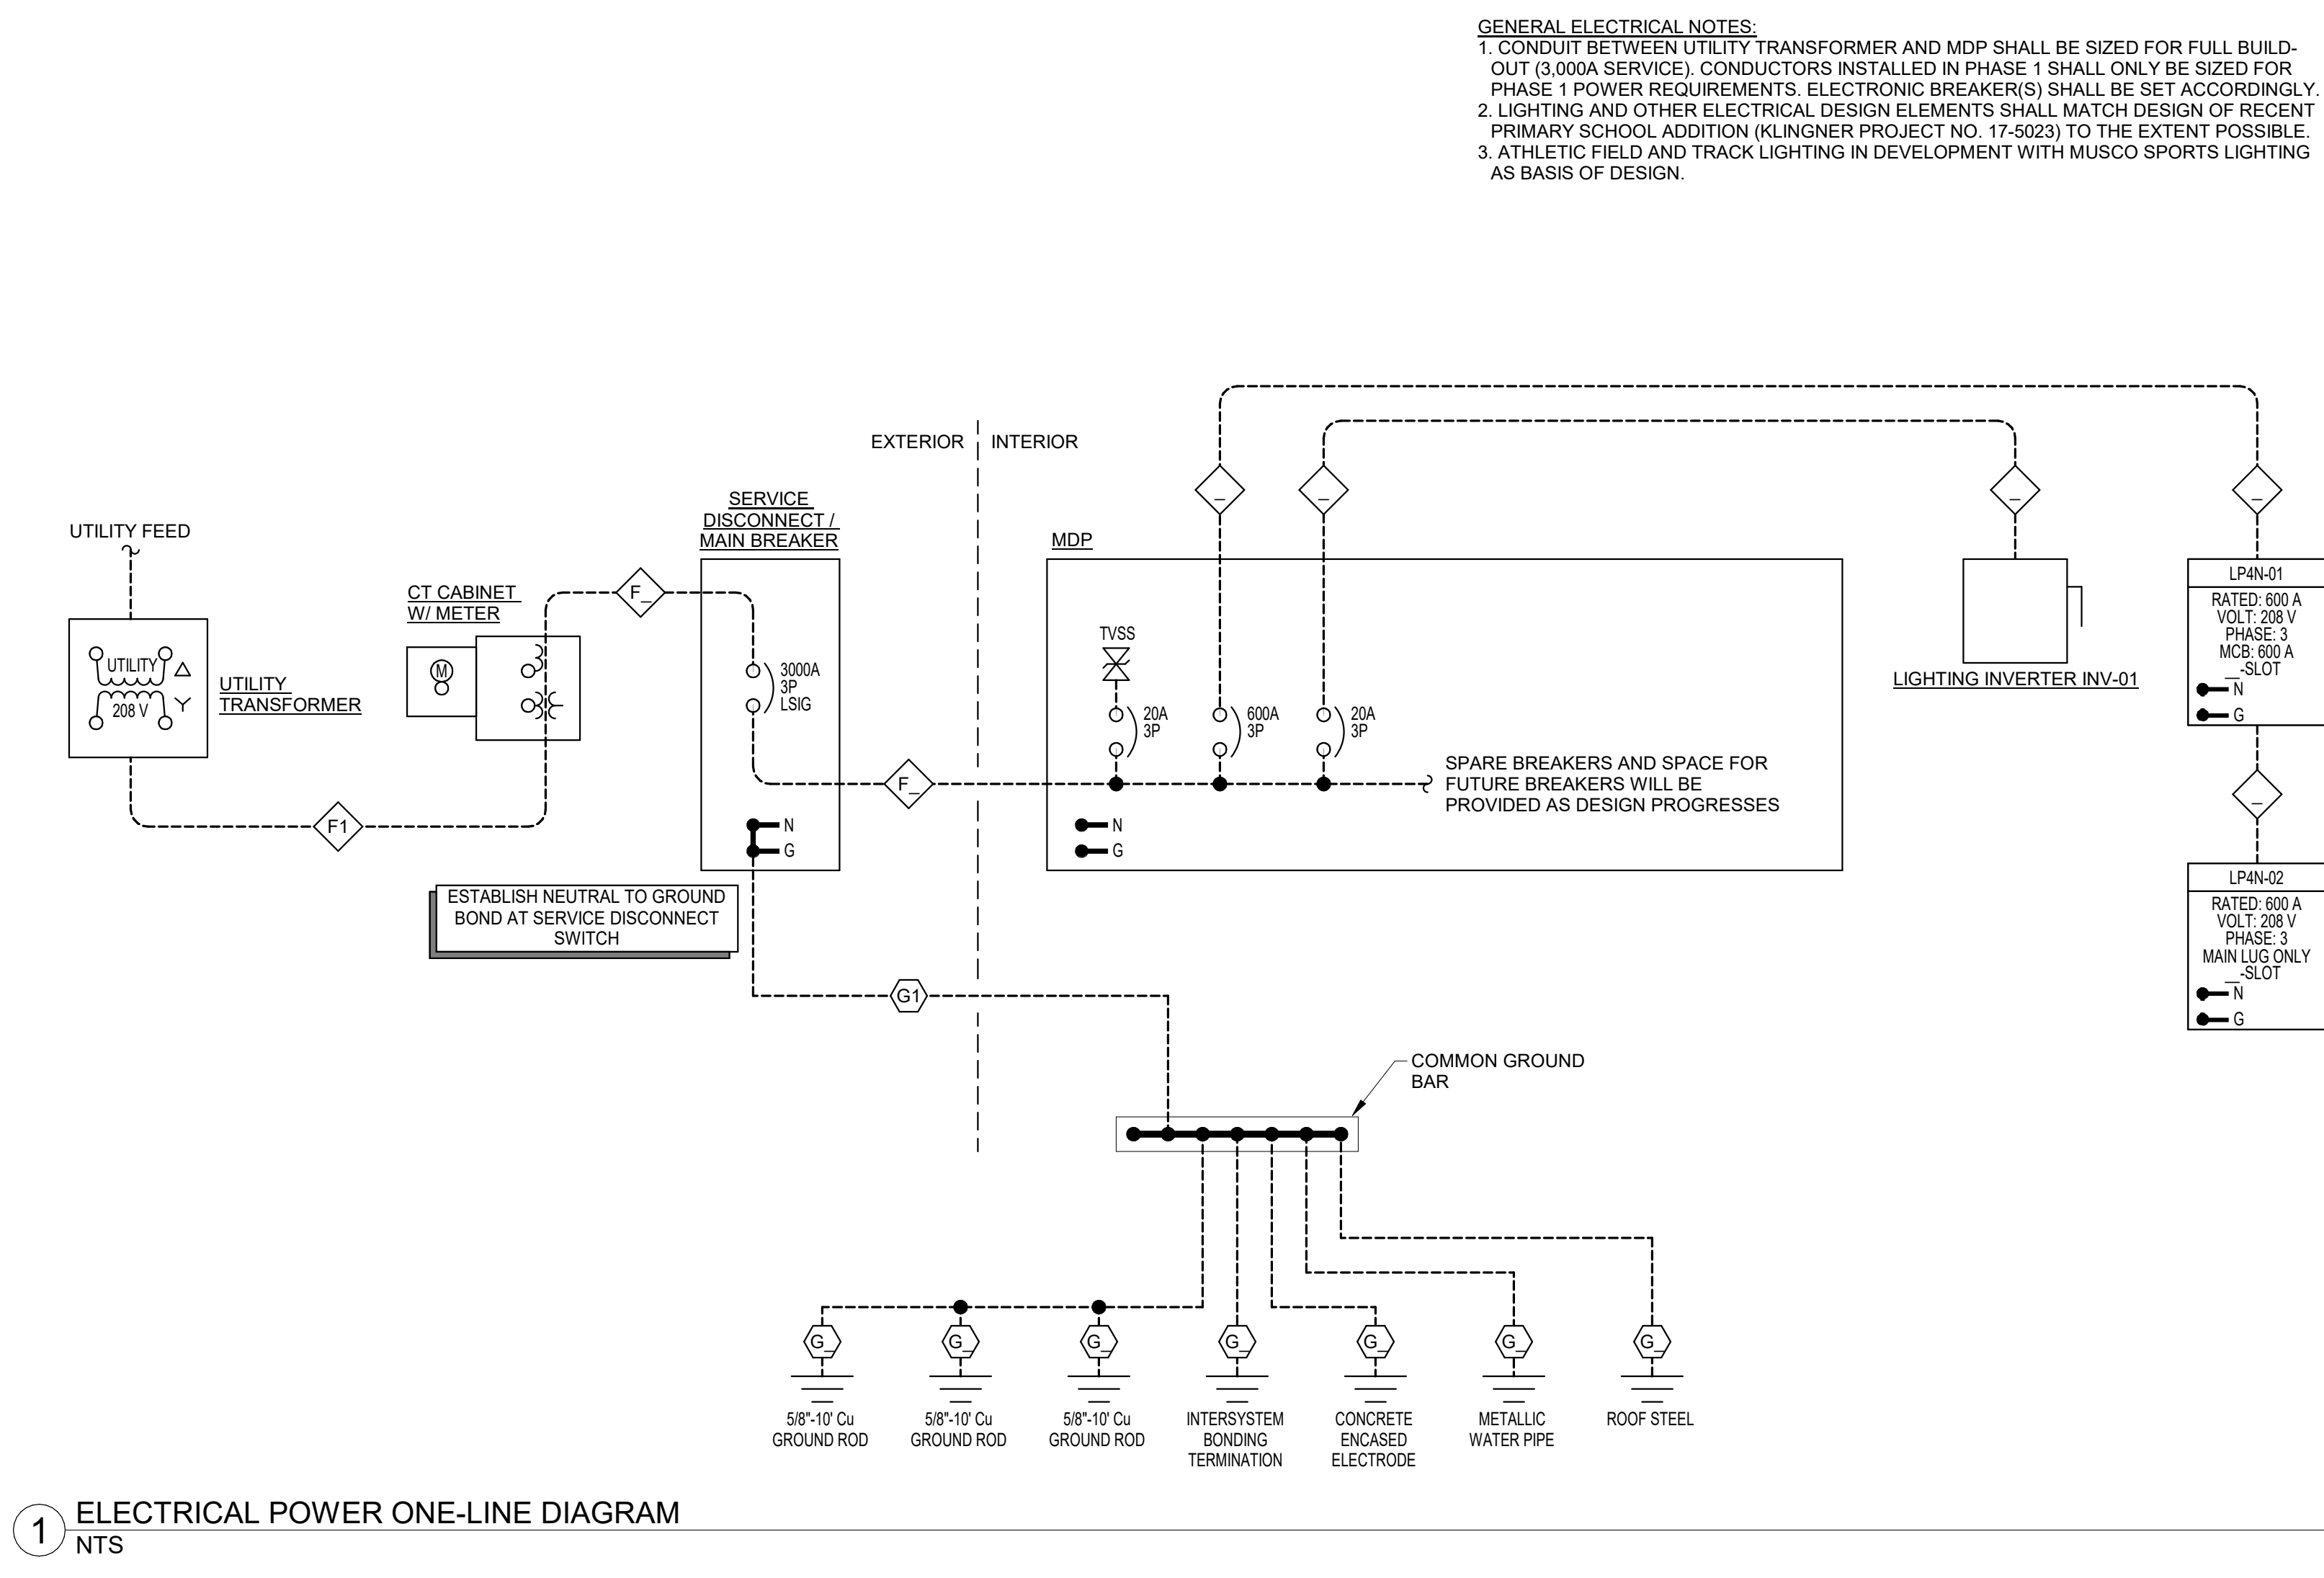 GENERAL ELECTRICAL NOTES:
1. CONDUIT BETWEEN UTILITY TRANSFORMER AND MDP SHALL BE SIZED FOR FULL BUILD-
OUT (3,000A SERVICE). CONDUCTORS INSTALLED IN PHASE 1 SHALL ONLY BE SIZED FOR
PHASE 1 POWER REQUIREMENTS. ELECTRONIC BREAKER(S) SHALL BE SET ACCORDINGLY.
2. LIGHTING AND OTHER ELECTRICAL DESIGN ELEMENTS SHALL MATCH DESIGN OF RECENT
PRIMARY SCHOOL ADDITION (KLINGNER PROJECT NO. 17-5023) TO THE EXTENT POSSIBLE.
3. ATHLETIC FIELD AND TRACK LIGHTING IN DEVELOPMENT WITH MUSCO SPORTS LIGHTING
AS BASIS OF DESIGN.
EXTERIOR
INTERIOR
_
_
_
_
UTILITY FEED
UTILITY
208 V
UTILITY
TRANSFORMER
F1
CT CABINET
W/ METER
M
F_
SERVICE
DISCONNECT /
MAIN BREAKER
3000A
3P
LSIG
N
G
ESTABLISH NEUTRAL TO GROUND
BOND AT SERVICE DISCONNECT
SWITCH
F_
MDP
TVSS
20A
3P
600A
3P
20A
3P
SPARE BREAKERS AND SPACE FOR
FUTURE BREAKERS WILL BE
PROVIDED AS DESIGN PROGRESSES
N
G
LIGHTING INVERTER INV-01
LP4N-01
RATED: 600 A
VOLT: 208 V
PHASE: 3
MCB: 600 A
__-SLOT
N
G
_
LP4N-02
RATED: 600 A
VOLT: 208 V
PHASE: 3
MAIN LUG ONLY
__-SLOT
N
G
G1
COMMON GROUND
BAR
G_
G_
G_
G_
G_
G_
G_
5/8"-10' Cu
GROUND ROD
5/8"-10' Cu
GROUND ROD
5/8"-10' Cu
GROUND ROD
INTERSYSTEM
BONDING
TERMINATION
CONCRETE
ENCASED
ELECTRODE
METALLIC
WATER PIPE
ROOF STEEL
1
ELECTRICAL POWER ONE-LINE DIAGRAM
NTS